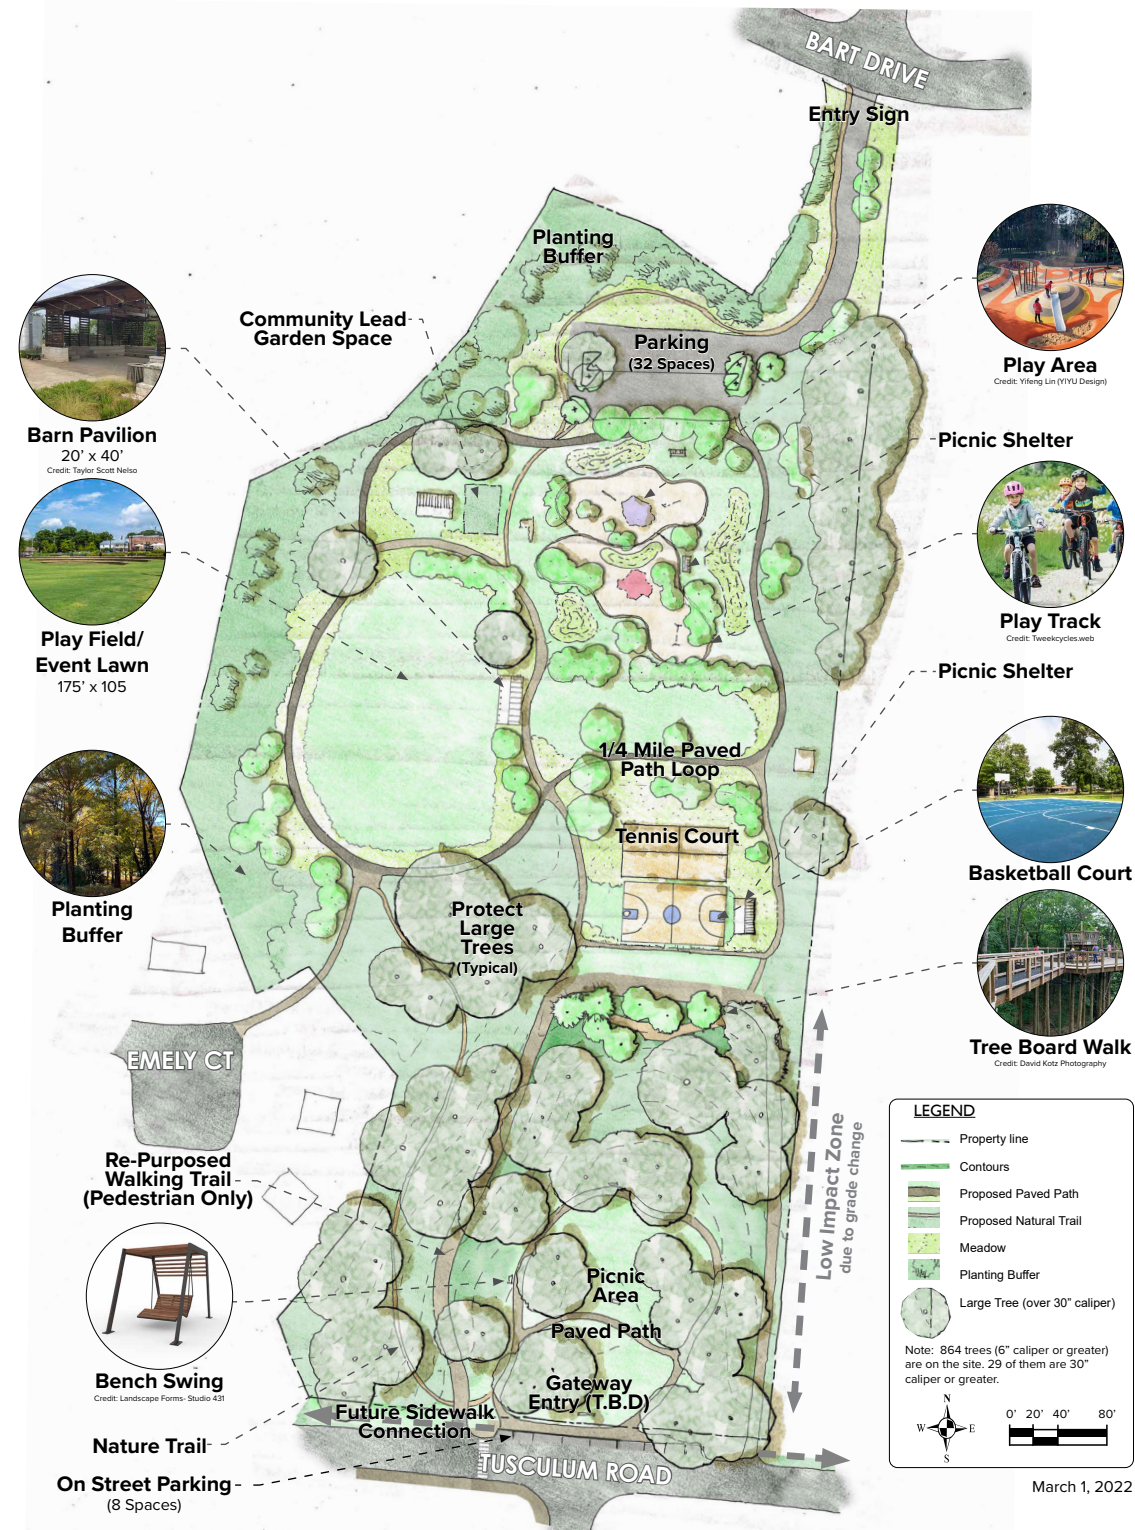 BART DRIVE
Entry Sign
Planting
Buffer
Community Lead
Garden Space
Parking
(32 Spaces)
Barn Pavilion
20' x 40'
Credit: Taylor Scott Nelso
Play Field/
Event Lawn
175' x 105
Planting
Buffer
Play Area
Credit: Yifeng Lin (YIYU Design)
Picnic Shelter
Play Track
Credit: Tweekcycles.web
Picnic Shelter
1/4 Mile Paved
Path Loop
Tennis Court
Basketball Court
Protect
Large
Trees
(Typical)
Tree Board Walk
Credit: David Kotz Photography
EMELY CT
Re-Purposed
Walking Trail
(Pedestrian Only)
Low Impact Zone
due to grade change
Bench Swing
Credit: Landscape Forms- Studio 431
Picnic
Area
Paved Path
Gateway
Entry (T.B.D)
Future Sidewalk
Connection
Nature Trail
On Street Parking
(8 Spaces)
TUSCULUM ROAD
LEGEND
Property line
Contours
Proposed Paved Path
Proposed Natural Trail
Meadow
Planting Buffer
Large Tree (over 30" caliper)
Note: 864 trees (6" caliper or greater)
are on the site. 29 of them are 30"
caliper or greater.
N
W E
S
0' 20' 40' 80'
March 1, 2022